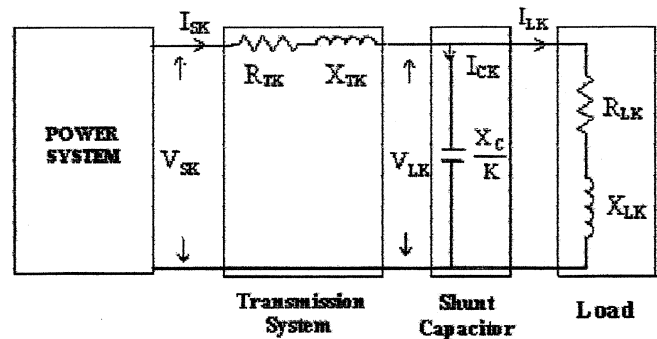 I_SK
I_LK
R_TK
X_TK
I_CK
R_LK
POWER
SYSTEM
V_SK
V_LK
X_C
K
X_LK
Transmission
System
Shunt
Capacitor
Load